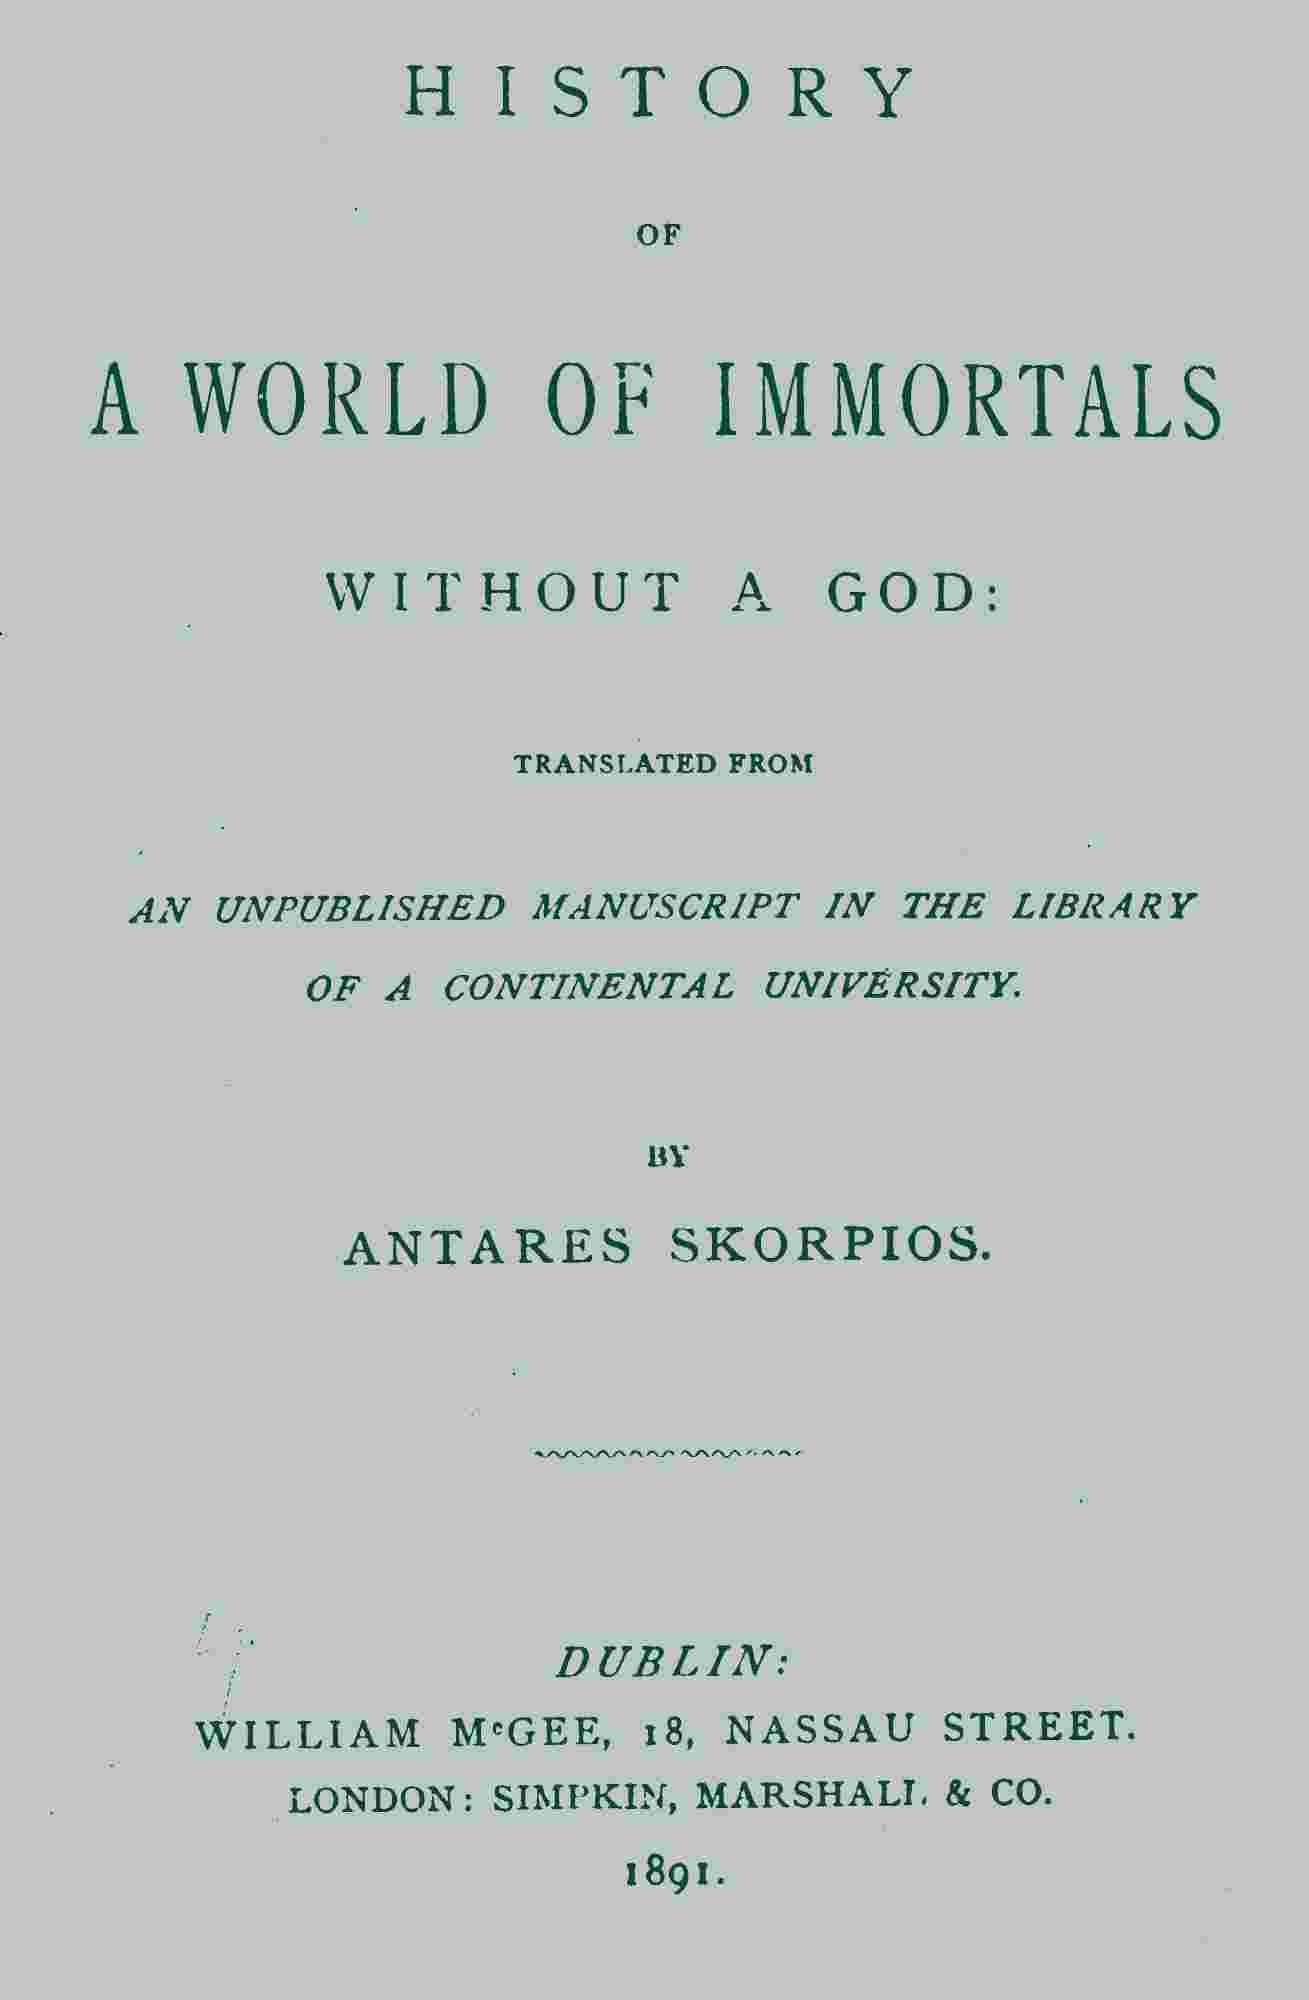 HISTORY
OF
A WORLD OF IMMORTALS
WITHOUT A GOD:
TRANSLATED FROM
AN UNPUBLISHED MANUSCRIPT IN THE LIBRARY
OF A CONTINENTAL UNIVERSITY.
BY
ANTARES SKORPIOS.
DUBLIN:
WILLIAM McGEE, 18, NASSAU STREET.
LONDON: SIMPKIN, MARSHALL & CO.
1891.